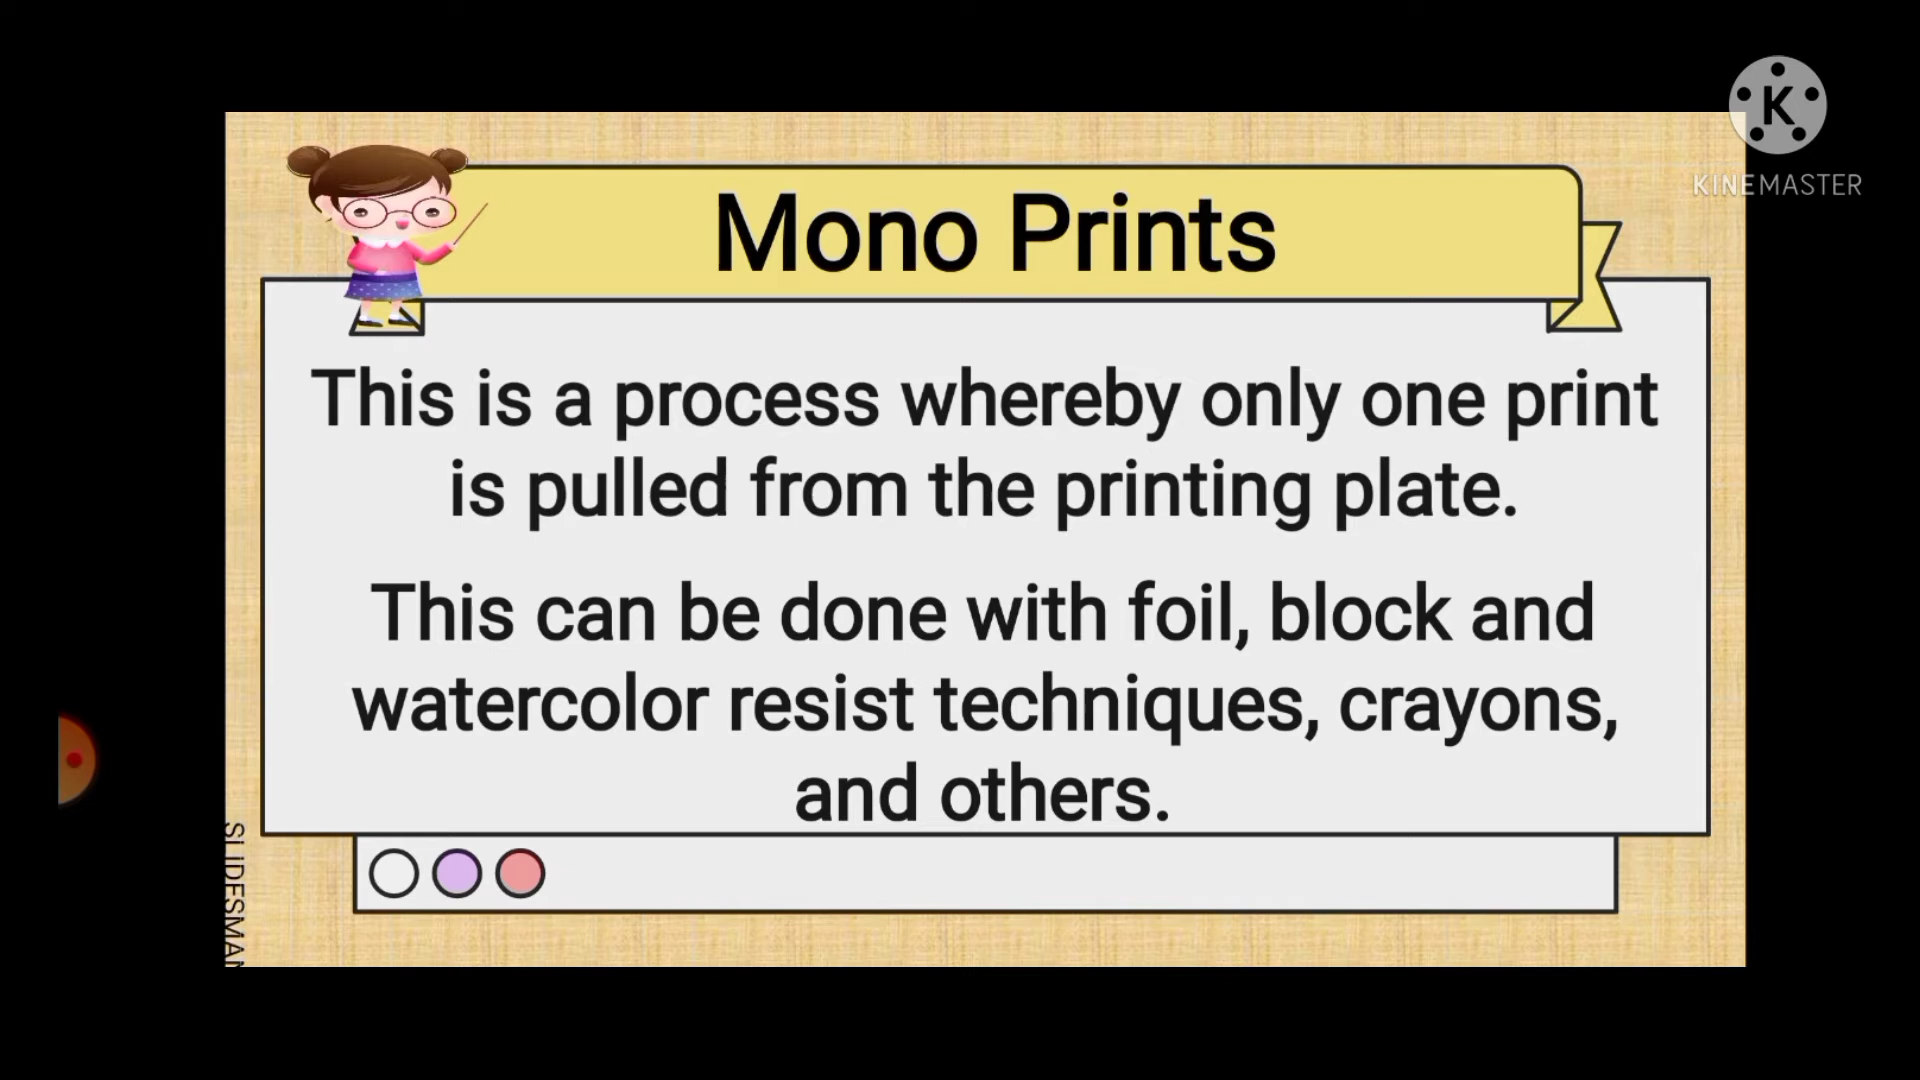 K
KINEMASTER
Mono Prints
This is a process whereby only one print
is pulled from the printing plate.
This can be done with foil, block and
watercolor resist techniques, crayons,
and others.